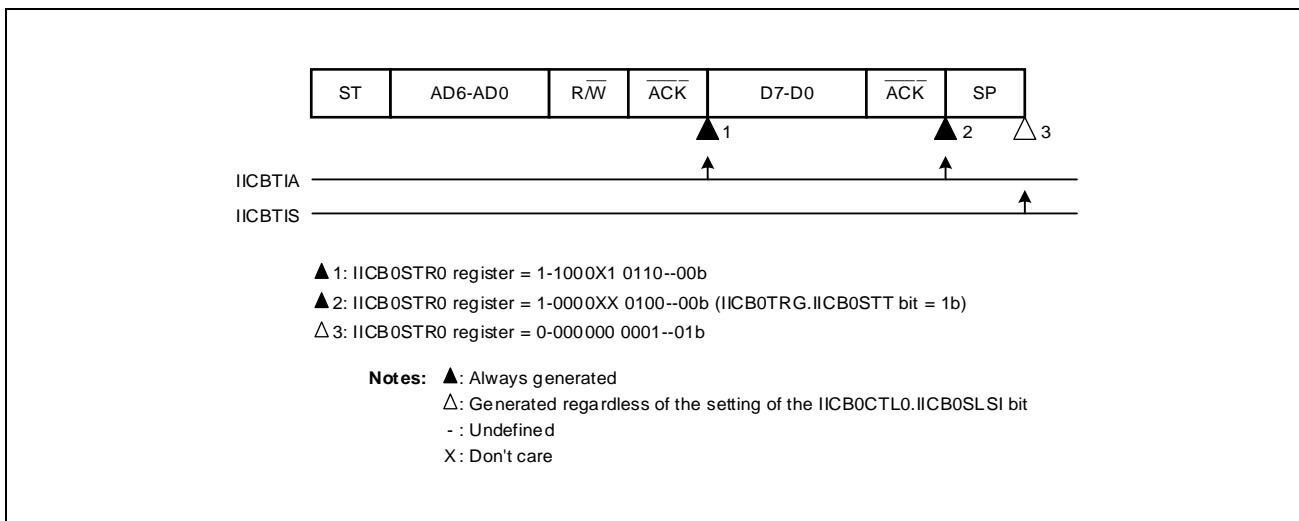 ST AD6-AD0 R/W ACK D7-D0 ACK SP
1 2 3
IICBTIA
IICBTIS
▲1: IICB0STR0 register = 1-1000X1 0110--00b
▲2: IICB0STR0 register = 1-0000XX 0100--00b (IICB0TRG.IICB0STT bit = 1b)
△3: IICB0STR0 register = 0-000000 0001--01b
Notes: ▲: Always generated
△: Generated regardless of the setting of the IICB0CTL0.IICB0SLSI bit
- : Undefined
X: Don't care